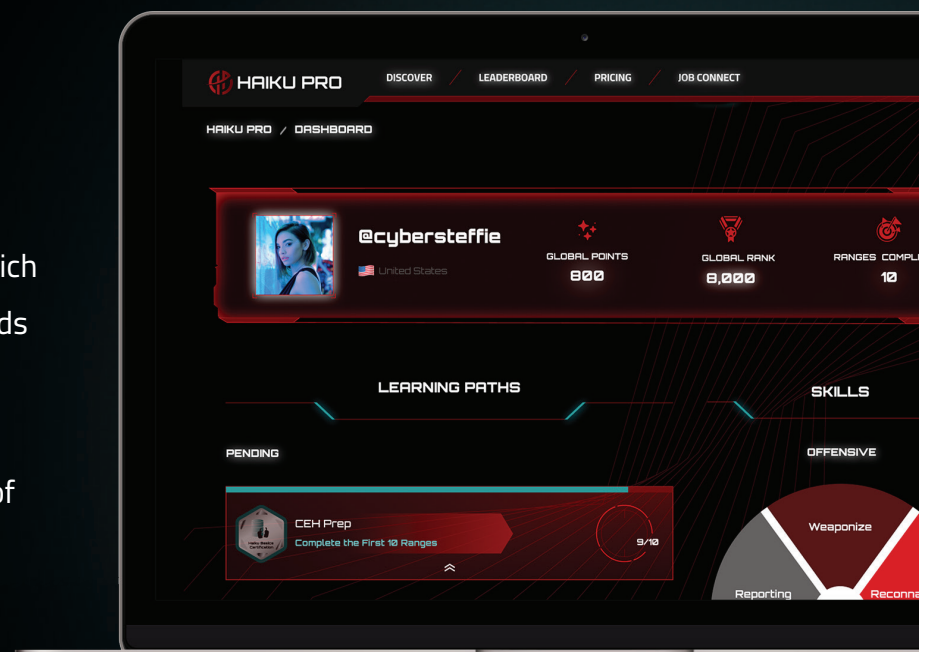 HAIKU PRO
DISCOVER / LEADERBOARD / PRICING / JOB CONNECT
HAIKU PRO / DASHBOARD
@cybersteffie
United States
GLOBAL POINTS
800
GLOBAL RANK
8,000
RANGES COMPL
10
ich
ds
of
LEARNING PATHS
PENDING
CEH Prep
Complete the First 10 Ranges
9/10
SKILLS
OFFENSIVE
Weaponize
Reporting
Reconna